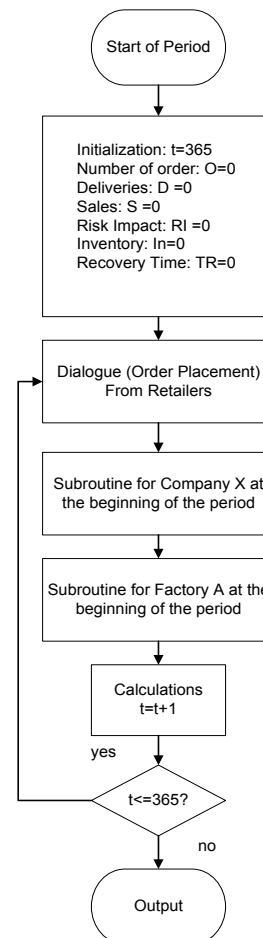 Start of Period
Initialization: t=365
Number of order: O=0
Deliveries: D =0
Sales: S =0
Risk Impact: RI =0
Inventory: In=0
Recovery Time: TR=0
Dialogue (Order Placement)
From Retailers
Subroutine for Company X at
the beginning of the period
Subroutine for Factory A at the
beginning of the period
Calculations
t=t+1
yes
t<=365?
no
Output